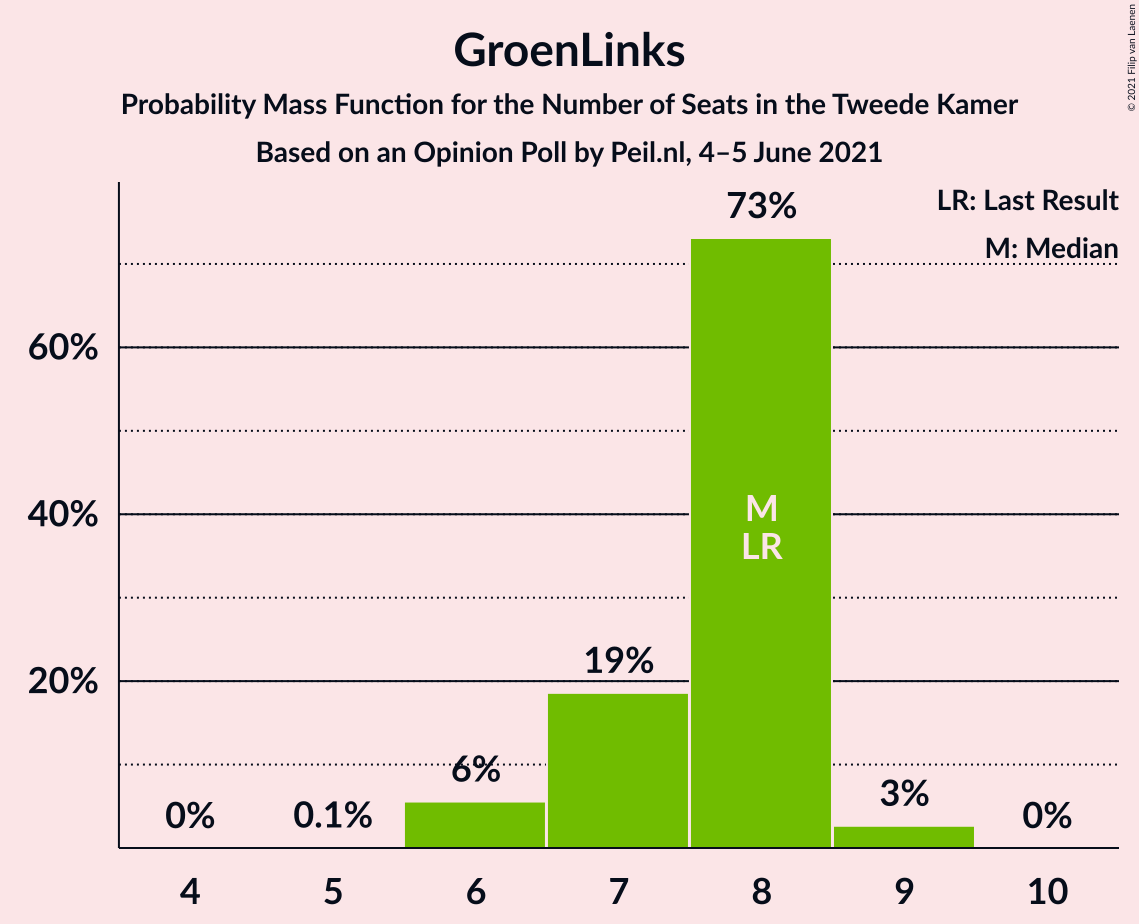 GroenLinks
Probability Mass Function for the Number of Seats in the Tweede Kamer
Based on an Opinion Poll by Peil.nl, 4–5 June 2021
© 2021 Filip van Laenen
LR: Last Result
M: Median
73%
60%
40%
M
LR
20%
19%
6%
3%
0%
0.1%
0%
4
5
6
7
8
9
10